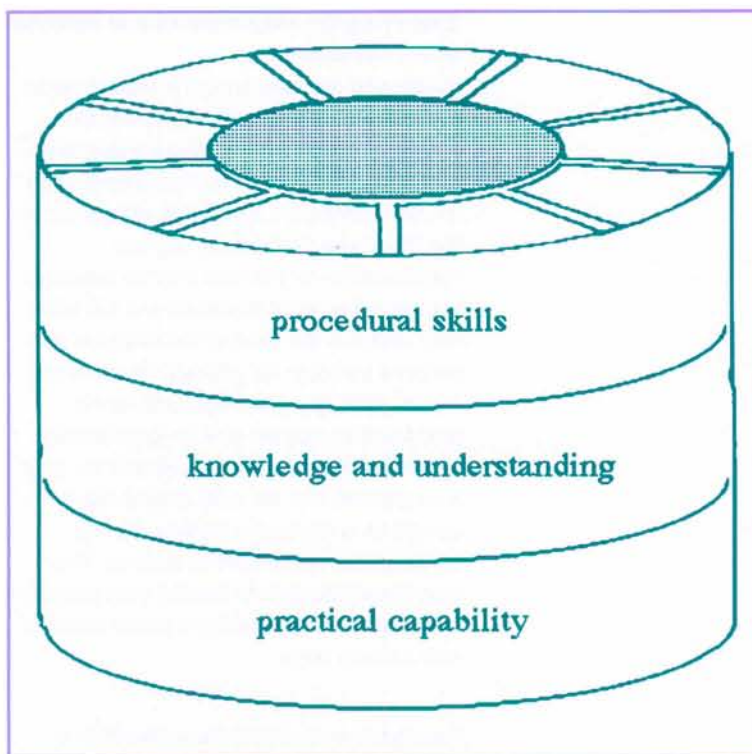 procedural skills
knowledge and understanding
practical capability